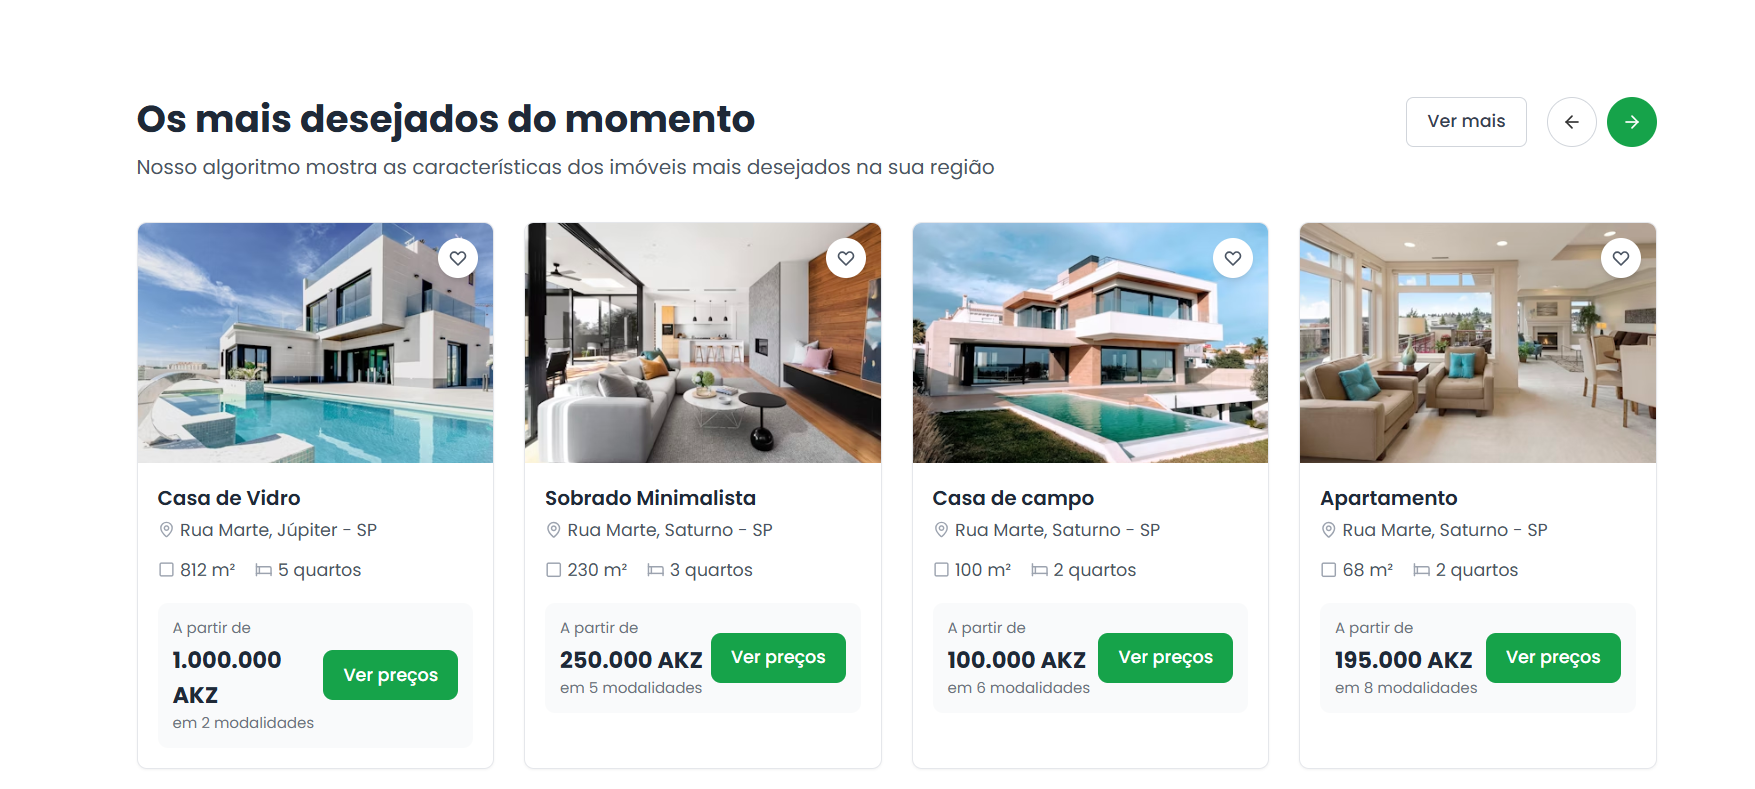 Os mais desejados do momento
Ver mais
Nosso algoritmo mostra as características dos imóveis mais desejados na sua região
Casa de Vidro
Rua Marte, Júpiter - SP
812 m²
5 quartos
A partir de
1.000.000
AKZ
em 2 modalidades
Ver preços
Sobrado Minimalista
Rua Marte, Saturno - SP
230 m²
3 quartos
A partir de
250.000 AKZ
em 5 modalidades
Ver preços
Casa de campo
Rua Marte, Saturno - SP
100 m²
2 quartos
A partir de
100.000 AKZ
em 6 modalidades
Ver preços
Apartamento
Rua Marte, Saturno - SP
68 m²
2 quartos
A partir de
195.000 AKZ
em 8 modalidades
Ver preços